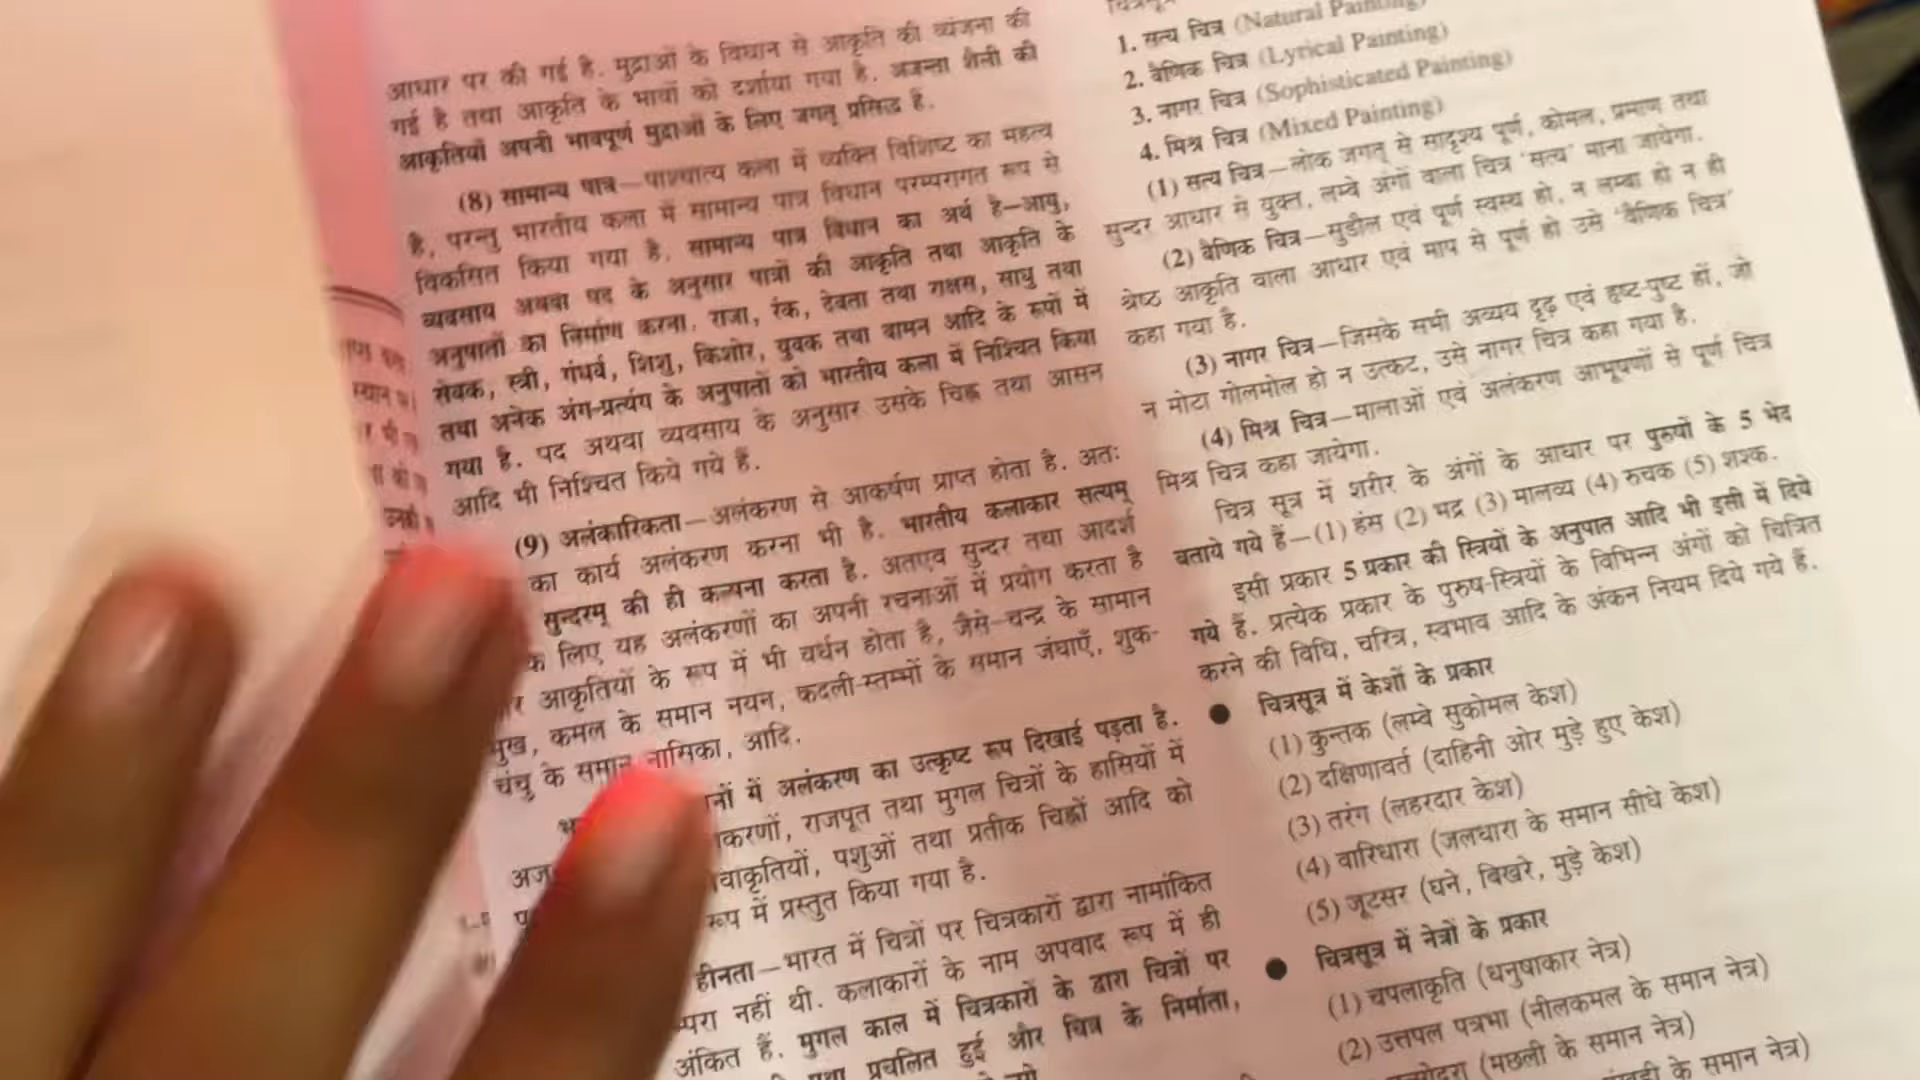 आधार पर की गई है. मुद्राओं के विधान से आकृति की व्यंजना की
गई है तथा आकृति के भावों को दर्शाया गया है. अजन्ता शैली की
आकृतियाँ अपनी भावपूर्ण मुद्राओं के लिए जगत् प्रसिद्ध हैं.
(8) सामान्य पात्र—पाश्चात्य कला में व्यक्ति विशिष्ट का महत्व
है, परन्तु भारतीय कला में सामान्य पात्र विधान परम्परागत रूप से
विकसित किया गया है. सामान्य पात्र विधान का अर्थ है—आयु,
व्यवसाय अथवा पद के अनुसार पात्रों की आकृति तथा आकृति के
अनुपातों का निर्माण करना. राजा, रंक, देवता तथा राक्षस, साधु तथा
सेवक, स्त्री, गंधर्व, शिशु, किशोर, युवक तथा वामन आदि के रूपों में
तथा अनेक अंग-प्रत्यंग के अनुपातों को भारतीय कला में निश्चित किया
गया है. पद अथवा व्यवसाय के अनुसार उसके चिह्न तथा आसन
आदि भी निश्चित किये गये हैं.
(9) अलंकारिकता—अलंकरण से आकर्षण प्राप्त होता है. अतः
का कार्य अलंकरण करना भी है. भारतीय कलाकार सत्यम्
सुन्दरम् की ही कल्पना करता है. अतएव सुन्दर तथा आदर्श
के लिए यह अलंकरणों का अपनी रचनाओं में प्रयोग करता है
आकृतियों के रूप में भी वर्धन होता है, जैसे—चन्द्र के सामान
मुख, कमल के समान नयन, कदली-स्तम्भों के समान जंघाएँ, शुक-
चंचु के समान नासिका, आदि.
में अलंकरण का उत्कृष्ट रूप दिखाई पड़ता है.
राजपूत तथा मुगल चित्रों के हासियों में
पशुओं तथा प्रतीक चिह्नों आदि को
रूप में प्रस्तुत किया गया है.
हीनता—भारत में चित्रों पर चित्रकारों द्वारा नामांकित
नहीं थी. कलाकारों के नाम अपवाद रूप में ही
अंकित हैं. मुगल काल में चित्रकारों के द्वारा चित्रों पर
प्रचलित हुई और चित्र के निर्माता,
1. सत्य चित्र (Natural Painting)
2. वैणिक चित्र (Lyrical Painting)
3. नागर चित्र (Sophisticated Painting)
4. मिश्र चित्र (Mixed Painting)
(1) सत्य चित्र—लोक जगत् से सादृश्य पूर्ण, कोमल, प्रमाण तथा
सुन्दर आधार से युक्त, लम्बे अंगों वाला चित्र 'सत्य' माना जायेगा.
(2) वैणिक चित्र—सुडौल एवं पूर्ण स्वस्थ हो, न लम्बा हो न ही
श्रेष्ठ आकृति वाला आधार एवं माप से पूर्ण हो उसे 'वैणिक चित्र'
कहा गया है.
(3) नागर चित्र—जिसके सभी अव्यय दृढ़ एवं हृष्ट-पुष्ट हों, जो
न मोटा गोलमोल हो न उत्कट, उसे नागर चित्र कहा गया है.
(4) मिश्र चित्र—मालाओं एवं अलंकरण आभूषणों से पूर्ण चित्र
मिश्र चित्र कहा जायेगा.
चित्र सूत्र में शरीर के अंगों के आधार पर पुरुषों के 5 भेद
बताये गये हैं—(1) हंस (2) भद्र (3) मालव्य (4) रुचक (5) शश्क.
इसी प्रकार 5 प्रकार की स्त्रियों के अनुपात आदि भी इसी में दिये
गये हैं. प्रत्येक प्रकार के पुरुष-स्त्रियों के विभिन्न अंगों को चित्रित
करने की विधि, चरित्र, स्वभाव आदि के अंकन नियम दिये गये हैं.
● चित्रसूत्र में केशों के प्रकार
(1) कुन्तक (लम्बे सुकोमल केश)
(2) दक्षिणावर्त (दाहिनी ओर मुड़े हुए केश)
(3) तरंग (लहरदार केश)
(4) वारिधारा (जलधारा के समान सीधे केश)
(5) जूटसर (घने, बिखरे, मुड़े केश)
● चित्रसूत्र में नेत्रों के प्रकार
(1) चपलाकृति (धनुषाकार नेत्र)
(2) उत्तपल पत्रभा (नीलकमल के समान नेत्र)
(मछली के समान नेत्र)
के समान नेत्र)